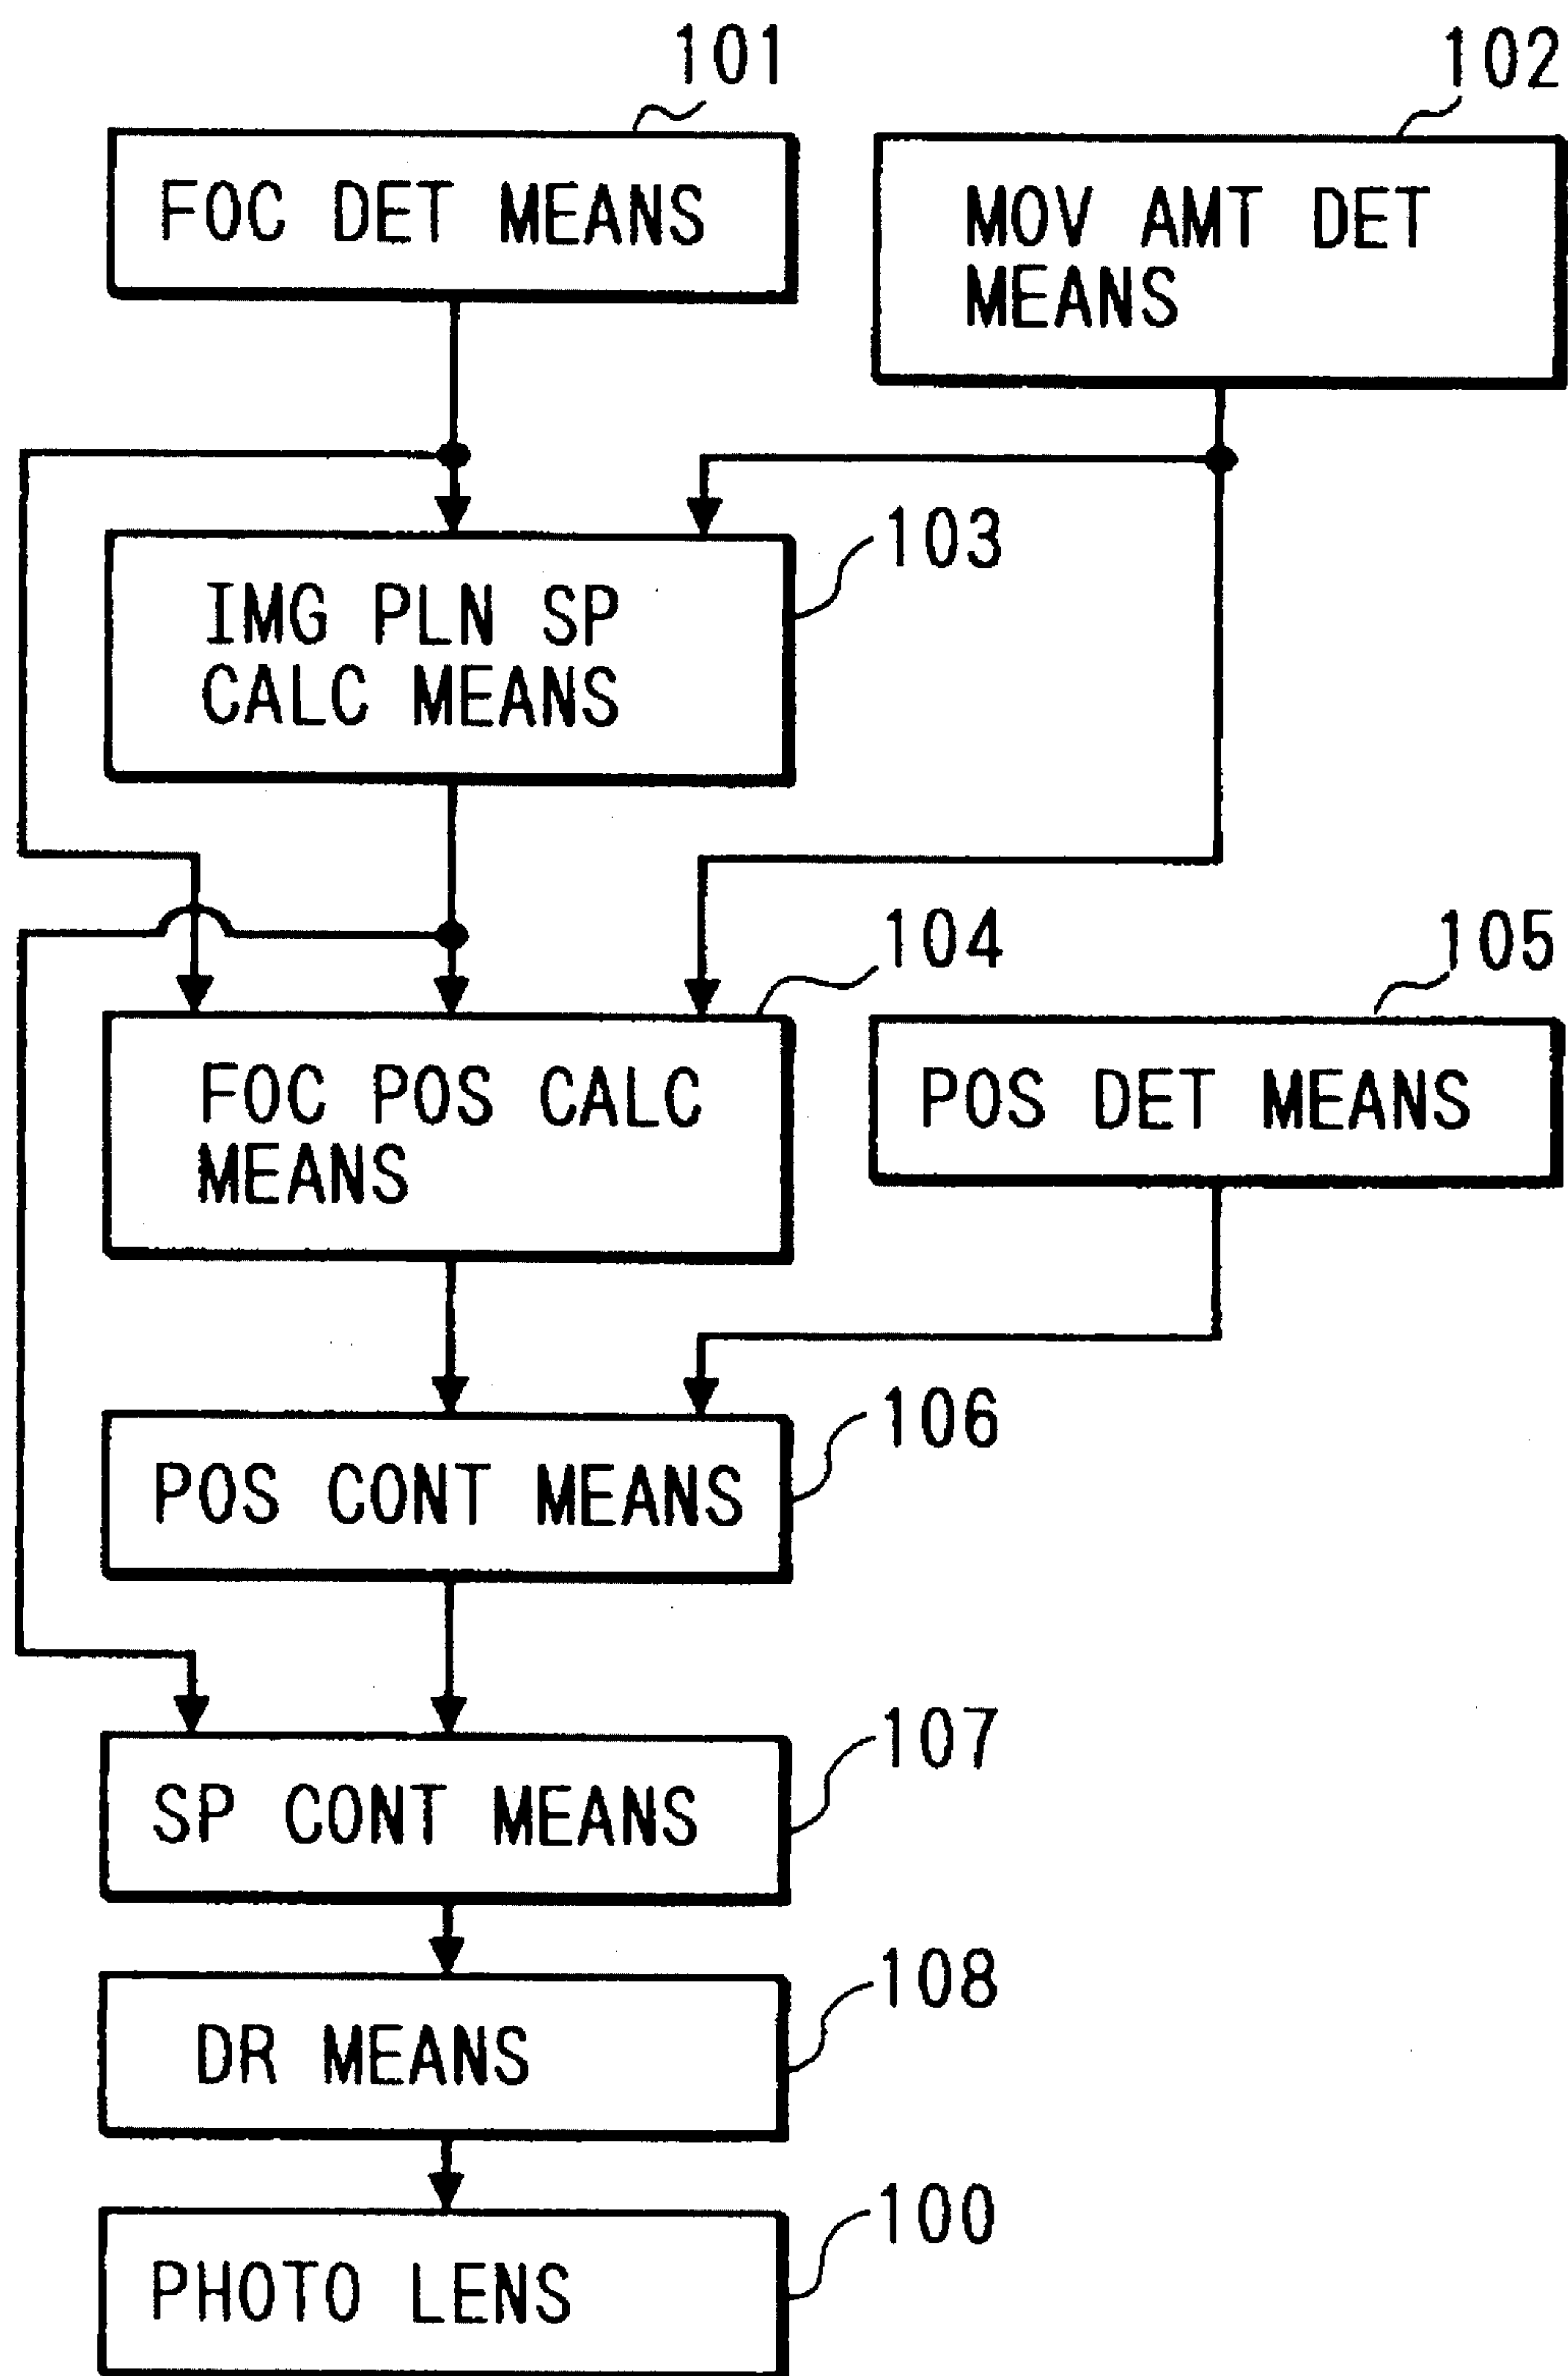 101
102
FOC DET MEANS
MOV AMT DET
MEANS
103
IMG PLN SP
CALC MEANS
104
105
FOC POS CALC
MEANS
POS DET MEANS
106
POS CONT MEANS
107
SP CONT MEANS
108
DR MEANS
100
PHOTO LENS